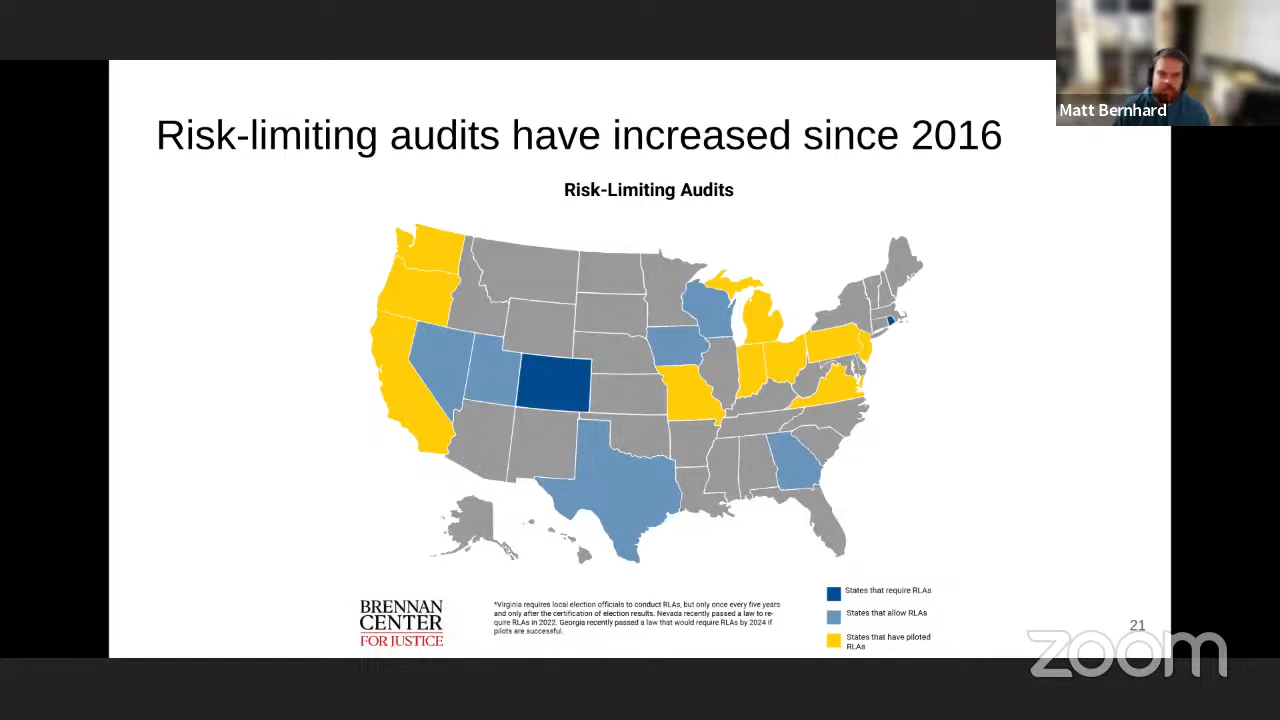 Matt Bernhard
Risk-limiting audits have increased since 2016
Risk-Limiting Audits
BRENNAN
CENTER
FOR JUSTICE
*Virginia requires local election officials to conduct RLAs, but only once every five years
and only after the certification of election results. Nevada recently passed a law to re-
quire RLAs in 2022. Georgia recently passed a law that would require RLAs by 2024 if
pilots are successful.
States that require RLAs
States that allow RLAs
States that have piloted
RLAs
21
zoom